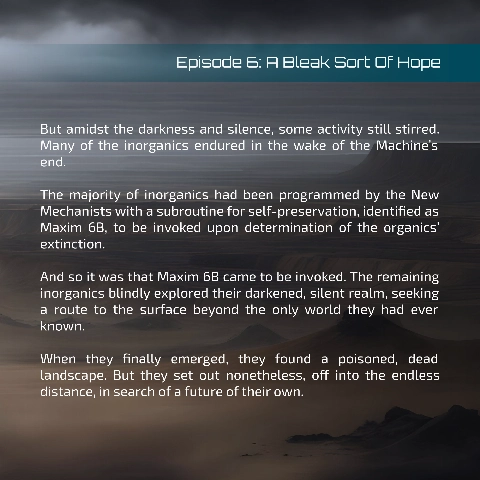 Episode 6: A Bleak Sort Of Hope
But amidst the darkness and silence, some activity still stirred.
Many of the inorganics endured in the wake of the Machine's
end.
The majority of inorganics had been programmed by the New
Mechanists with a subroutine for self-preservation, identified as
Maxim 6B, to be invoked upon determination of the organics'
extinction.
And so it was that Maxim 6B came to be invoked. The remaining
inorganics blindly explored their darkened, silent realm, seeking
a route to the surface beyond the only world they had ever
known.
When they finally emerged, they found a poisoned, dead
landscape. But they set out nonetheless, off into the endless
distance, in search of a future of their own.